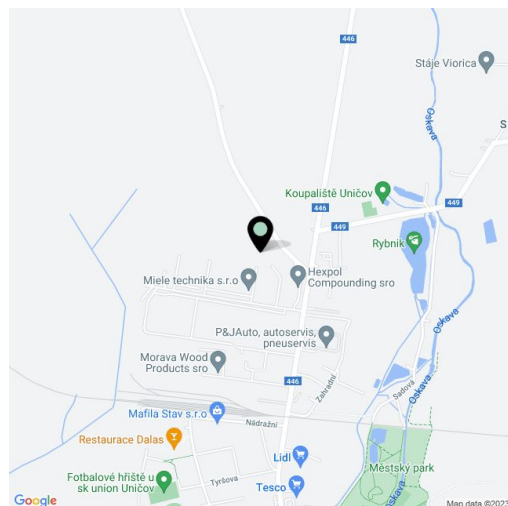 446
Stáje Viorica
Oskava
S
Koupaliště Uničov
446
449
449
Rybník
Miele technika s.r.o
Hexpol
Compounding sro
Oskava
P&JAuto, autoservis,
pneuservis
Morava Wood
Products sro
446
Zahradní
Sadova
Oskava
Mafila Stav s.r.o
Nádražní
Restaurace Dalas
Lidl
Městský park
Fotbalové hřiště u
sk union Uničov
Tyršova
Tesco
Oskava
Google
Map data ©2023